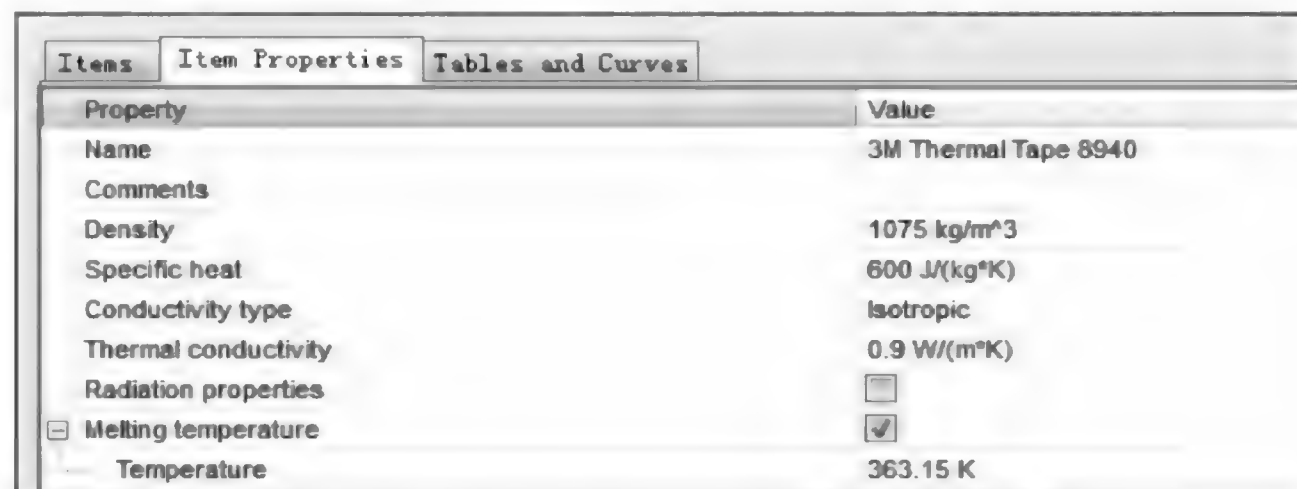 Items Item Properties Tables and Curves
Property Value
Name 3M Thermal Tape 8940
Comments
Density 1075 kg/m^3
Specific heat 600 J/(kg*K)
Conductivity type Isotropic
Thermal conductivity 0.9 W/(m*K)
Radiation properties
Melting temperature
Temperature 363.15 K